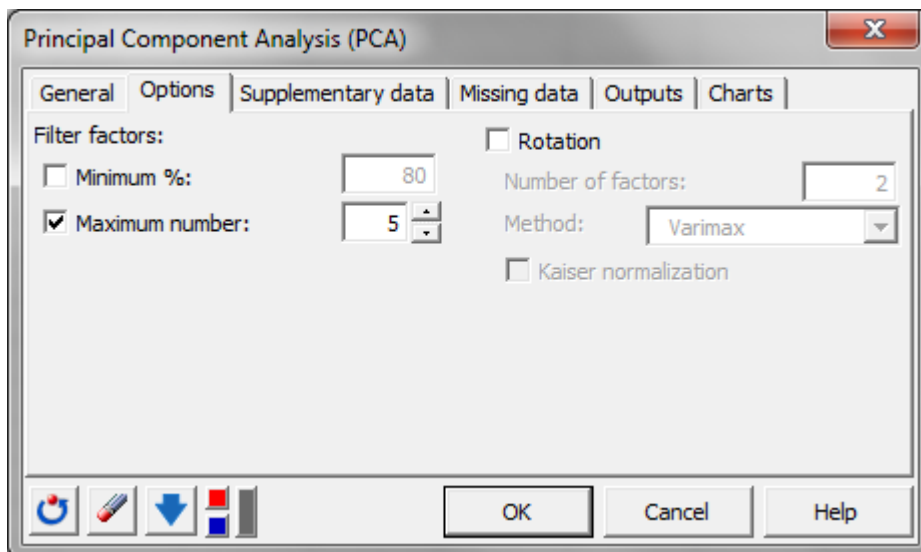 Principal Component Analysis (PCA)
General Options Supplementary data Missing data Outputs Charts
Filter factors:
Minimum %: 80
Maximum number: 5
Rotation
Number of factors: 2
Method: Varimax
Kaiser normalization
OK Cancel Help